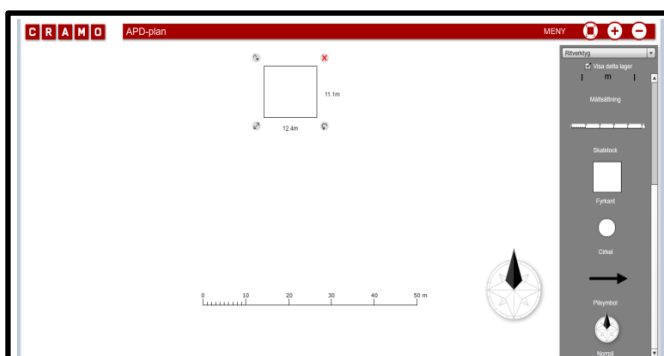 CRAMO APD-plan MENY
Ritverktyg
Visa detta lager
m
Måttsättning
11.1m
12.4m
Skalstock
Fyrkant
Cirkel
0 10 20 30 40 50 m
Pilsymbol
Norrpil